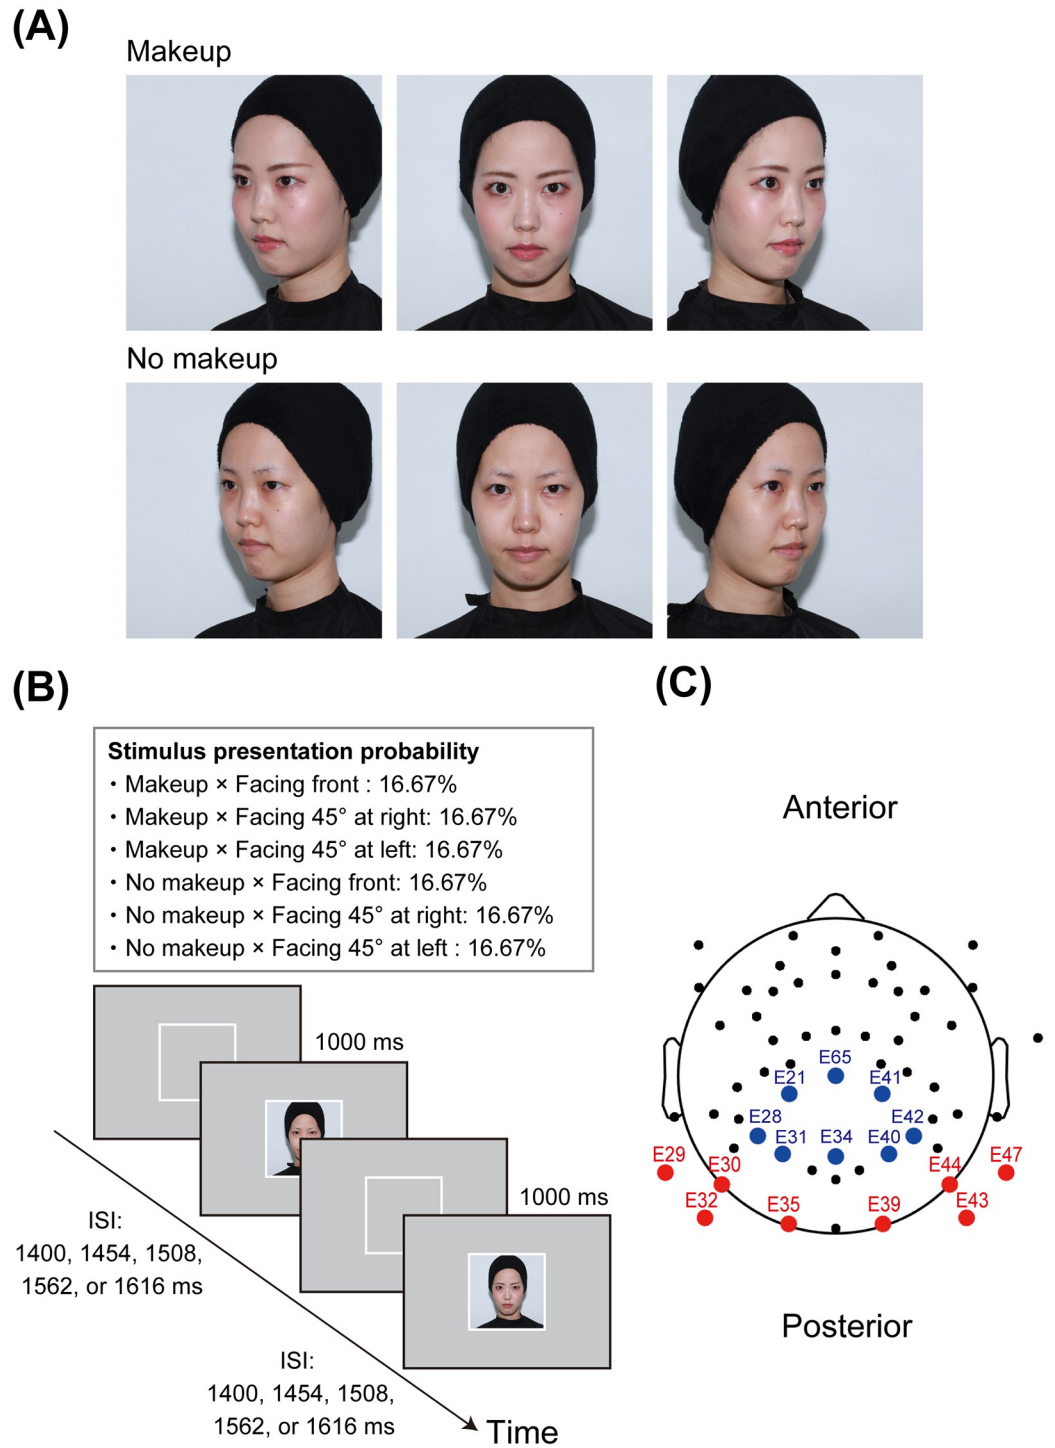 (A)
Makeup
No makeup
(B)
Stimulus presentation probability
・Makeup × Facing front : 16.67%
・Makeup × Facing 45° at right: 16.67%
・Makeup × Facing 45° at left: 16.67%
・No makeup × Facing front: 16.67%
・No makeup × Facing 45° at right: 16.67%
・No makeup × Facing 45° at left : 16.67%
1000 ms
1000 ms
ISI:
1400, 1454, 1508,
1562, or 1616 ms
ISI:
1400, 1454, 1508,
1562, or 1616 ms
Time
(C)
Anterior
E65
E21
E41
E28
E42
E31
E34
E40
E29
E30
E44
E47
E32
E35
E39
E43
Posterior